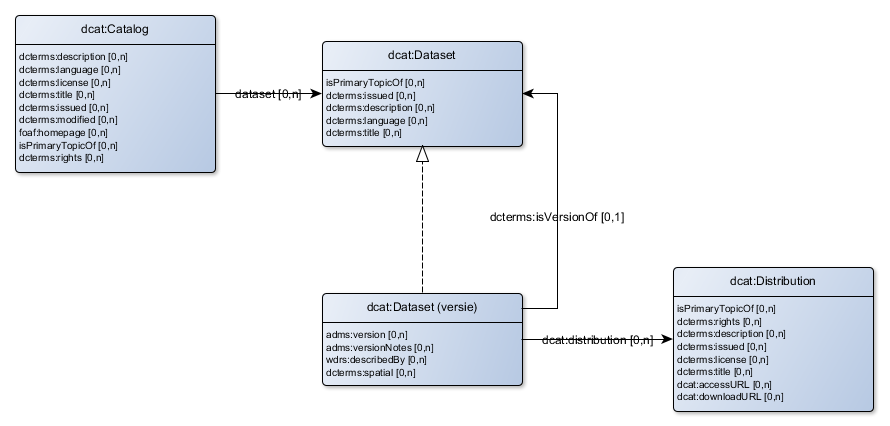 dcat:Catalog
dcterms:description [0,n]
dcterms:language [0,n]
dcterms:license [0,n]
dcterms:title [0,n]
dcterms:issued [0,n]
dcterms:modified [0,n]
foaf:homepage [0,n]
isPrimaryTopicOf [0,n]
dcterms:rights [0,n]
dataset [0,n]
dcat:Dataset
isPrimaryTopicOf [0,n]
dcterms:issued [0,n]
dcterms:description [0,n]
dcterms:language [0,n]
dcterms:title [0,n]
dcterms:isVersionOf [0,1]
dcat:Dataset (versie)
adms:version [0,n]
adms:versionNotes [0,n]
wdrs:describedBy [0,n]
dcterms:spatial [0,n]
dcat:distribution [0,n]
dcat:Distribution
isPrimaryTopicOf [0,n]
dcterms:rights [0,n]
dcterms:description [0,n]
dcterms:issued [0,n]
dcterms:license [0,n]
dcterms:title [0,n]
dcat:accessURL [0,n]
dcat:downloadURL [0,n]